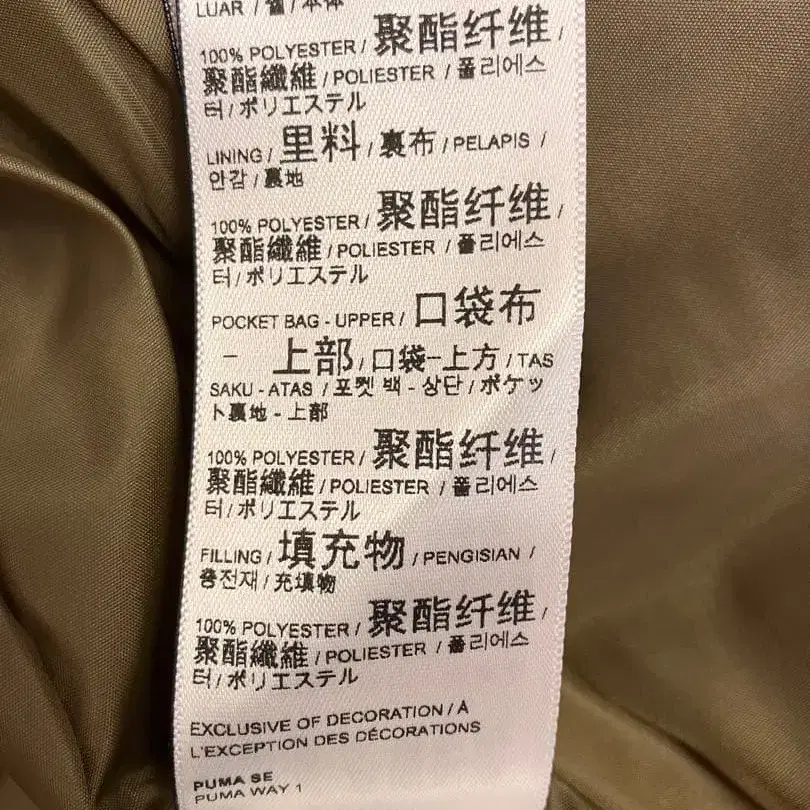 LUAR / 겉 / 本体
100% POLYESTER / 聚酯纤维 /
聚酯纖維 / POLIESTER / 폴리에스
터 / ポリエステル
LINING / 里料 / 裏布 / PELAPIS /
안감 / 裏地
100% POLYESTER / 聚酯纤维 /
聚酯纖維 / POLIESTER / 폴리에스
터 / ポリエステル
POCKET BAG - UPPER / 口袋布
- 上部 / 口袋-上方 / TAS
SAKU - ATAS / 포켓 백 - 상단 / ポケッ
ト裏地 - 上部
100% POLYESTER / 聚酯纤维 /
聚酯纖維 / POLIESTER / 폴리에스
터 / ポリエステル
FILLING / 填充物 / PENGISIAN /
충전재 / 充填物
100% POLYESTER / 聚酯纤维 /
聚酯纖維 / POLIESTER / 폴리에스
터 / ポリエステル
EXCLUSIVE OF DECORATION / À
L'EXCEPTION DES DÉCORATIONS
PUMA SE
PUMA WAY 1